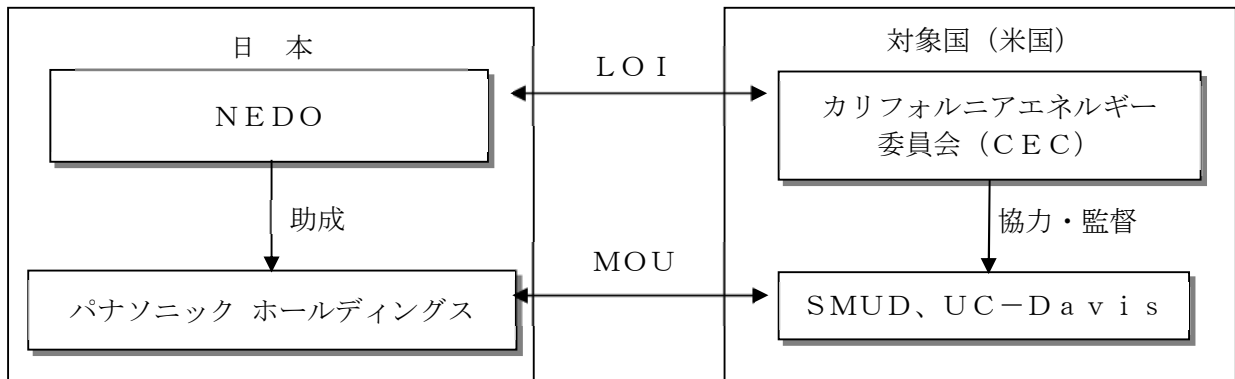 日　本
ＮＥＤＯ
助成
パナソニック ホールディングス
ＬＯＩ
ＭＯＵ
対象国（米国）
カリフォルニアエネルギー
委員会（ＣＥＣ）
協力・監督
ＳＭＵＤ、ＵＣ－Ｄａｖｉｓ